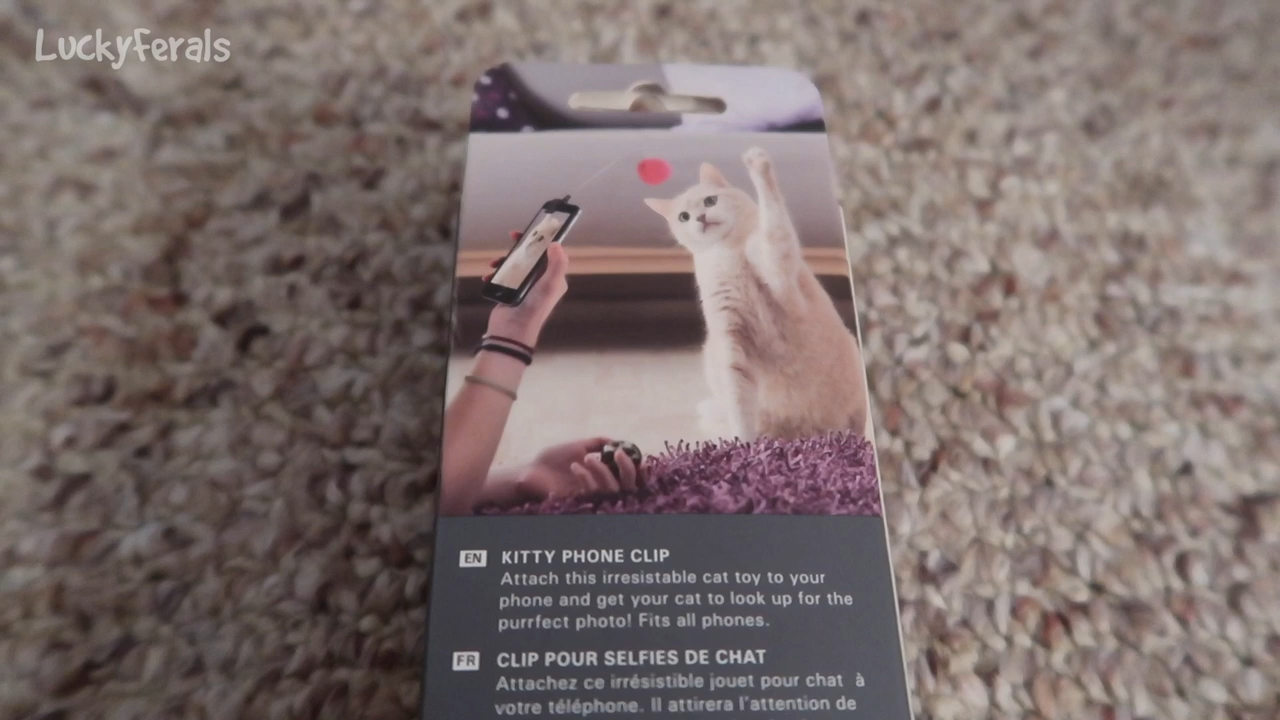 LuckyFerals
EN KITTY PHONE CLIP
Attach this irresistable cat toy to your
phone and get your cat to look up for the
purrfect photo! Fits all phones.
FR CLIP POUR SELFIES DE CHAT
Attachez ce irrésistible jouet pour chat à
votre téléphone. Il attirera l'attention de